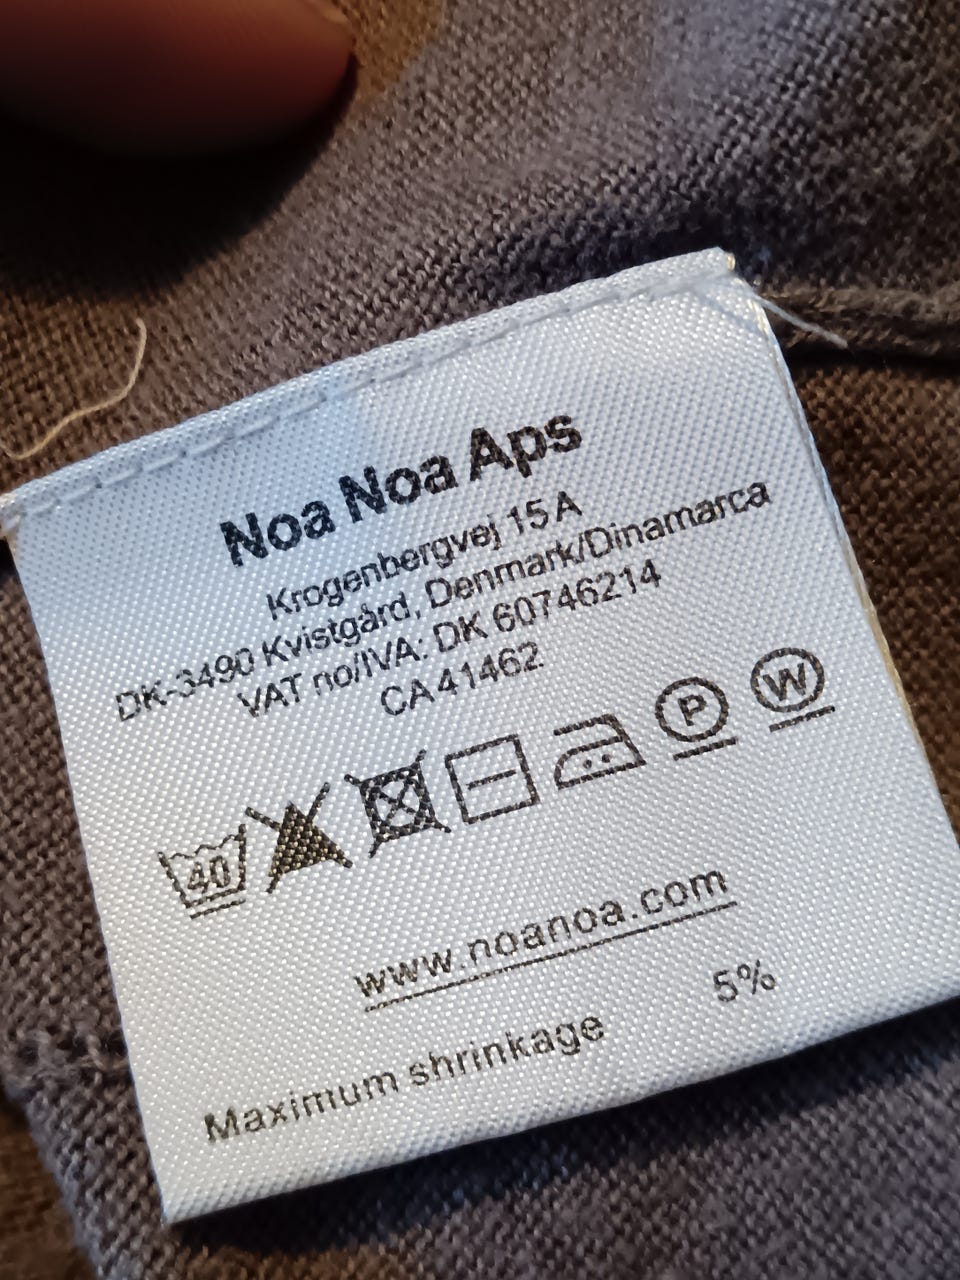 Noa Noa Aps
Krogenbergvej 15 A
DK-3490 Kvistgård, Denmark/Dinamarca
VAT no/IVA: DK 60746214
CA 41462
40 P W
www.noanoa.com
Maximum shrinkage 5%